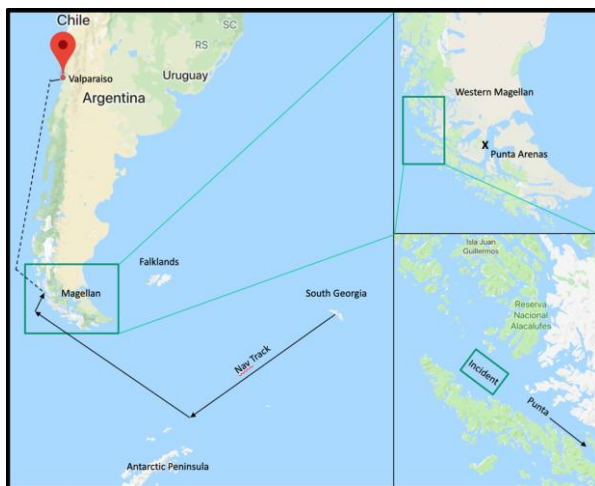 Chile
SC
RS
Valparaiso
Uruguay
Argentina
Falklands
Magellan
South Georgia
Nav Track
Antarctic Peninsula
Western Magellan
X
Punta Arenas
Isla Juan
Guillermos
Reserva
Nacional
Alacalufes
Incident
Punta